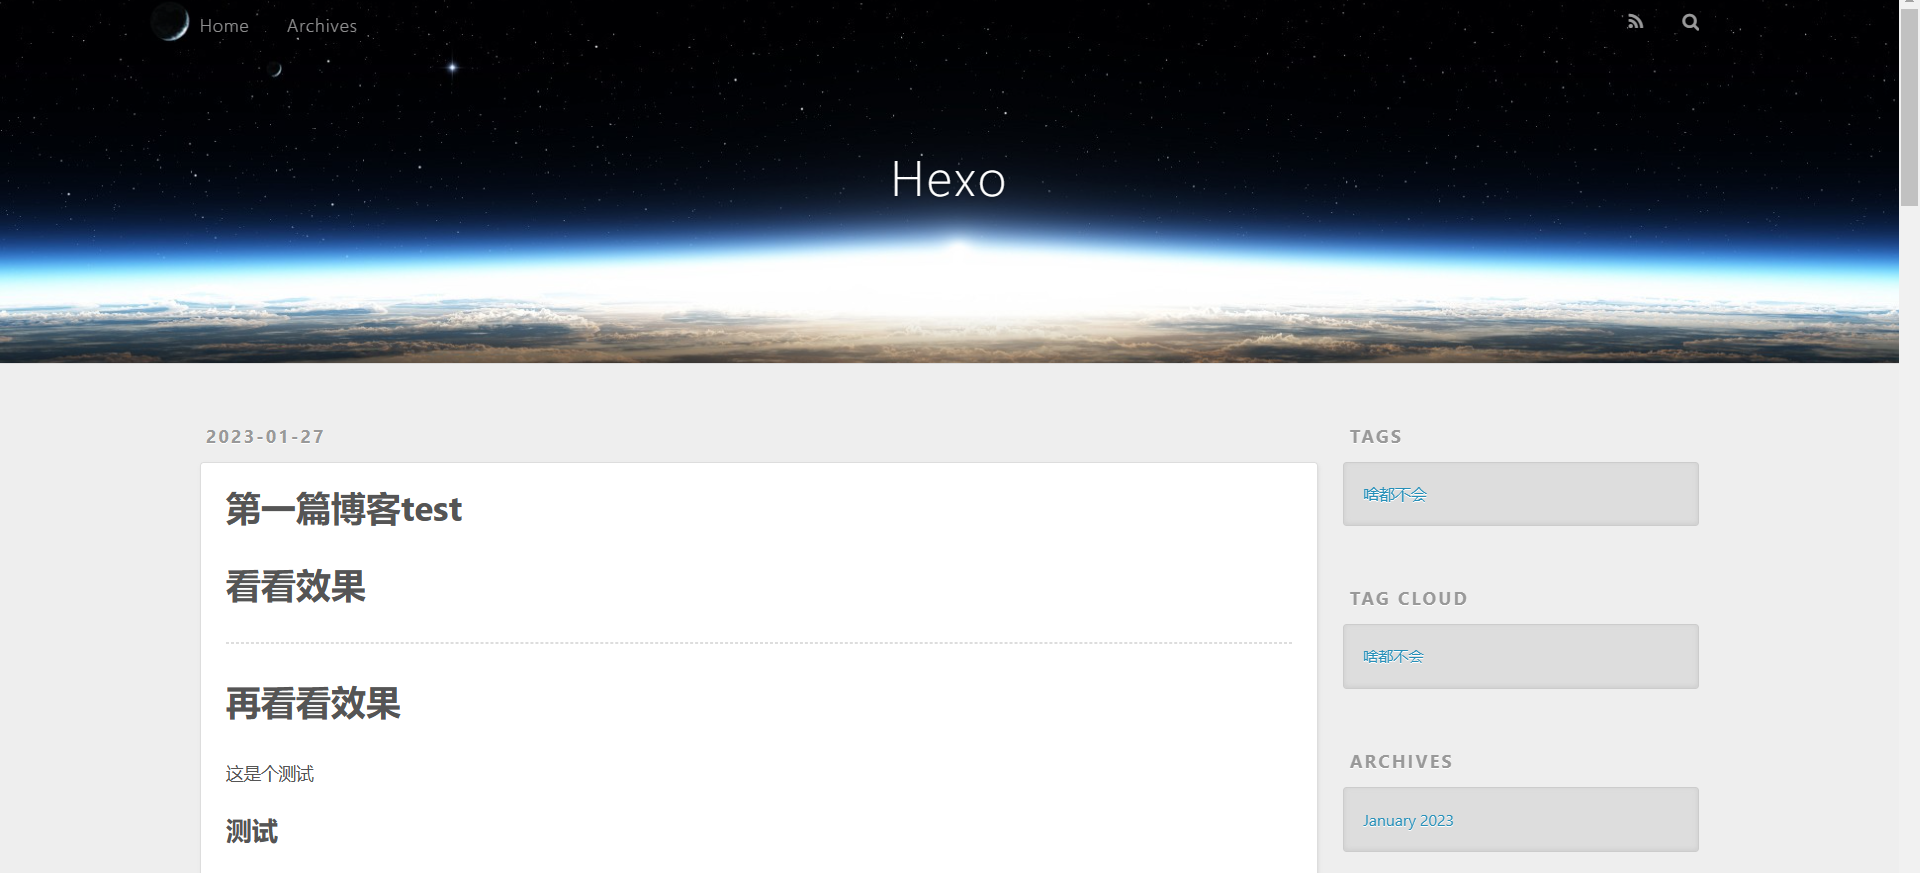 Home Archives
Hexo
2023-01-27
第一篇博客test
看看效果
再看看效果
这是个测试
测试
TAGS
啥都不会
TAG CLOUD
啥都不会
ARCHIVES
January 2023